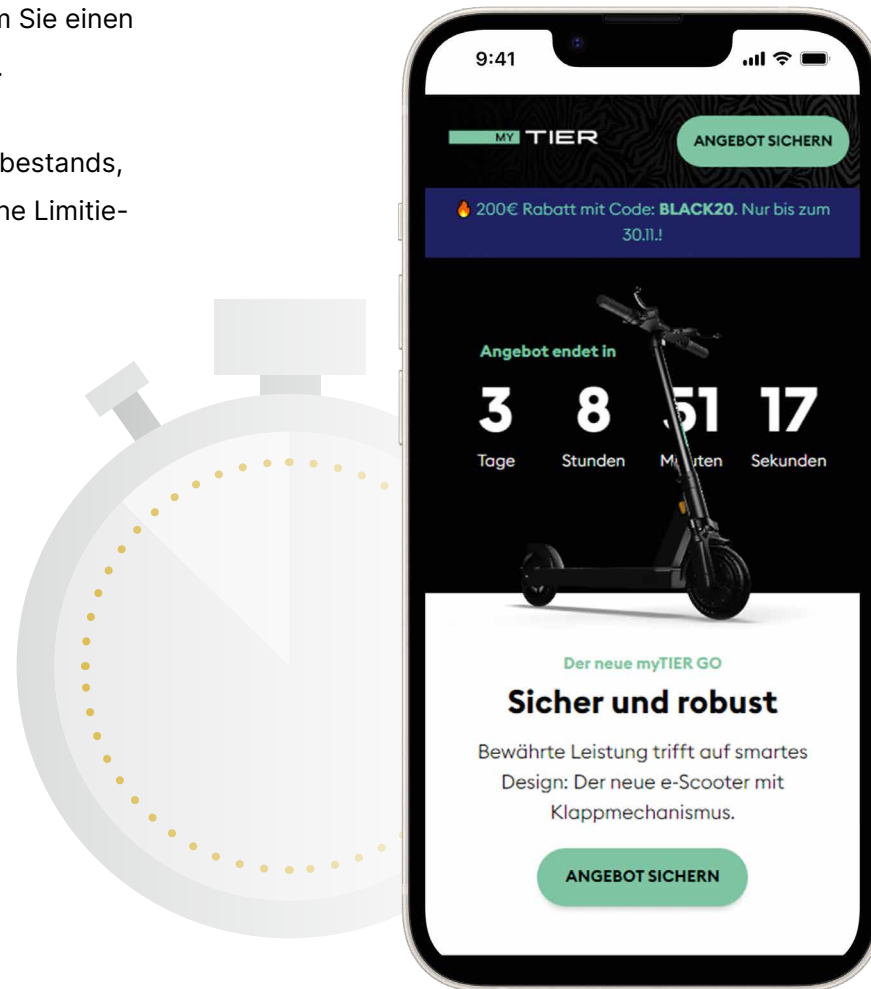 n Sie einen
.
bestands,
ne Limitie-
9:41
MY TIER
ANGEBOT SICHERN
🔥 200€ Rabatt mit Code: BLACK20. Nur bis zum
30.11.!
Angebot endet in
3 8 51 17
Tage Stunden Minuten Sekunden
Der neue myTIER GO
Sicher und robust
Bewährte Leistung trifft auf smartes
Design: Der neue e-Scooter mit
Klappmechanismus.
ANGEBOT SICHERN